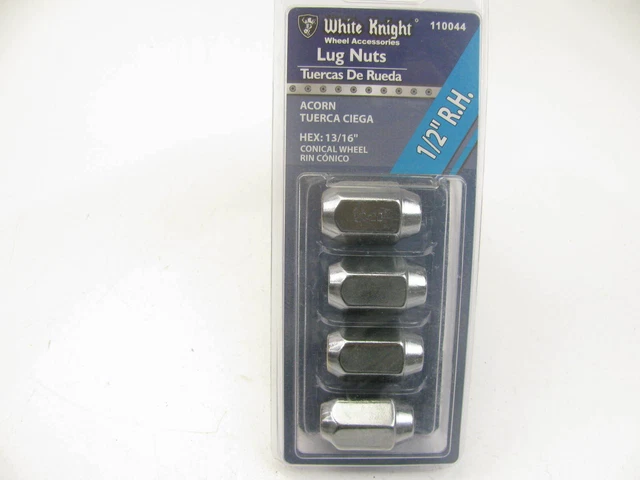 White Knight® 110044
Wheel Accessories
Lug Nuts
Tuercas De Rueda
ACORN
TUERCA CIEGA
HEX: 13/16"
CONICAL WHEEL
RIN CÓNICO
1/2" R.H.